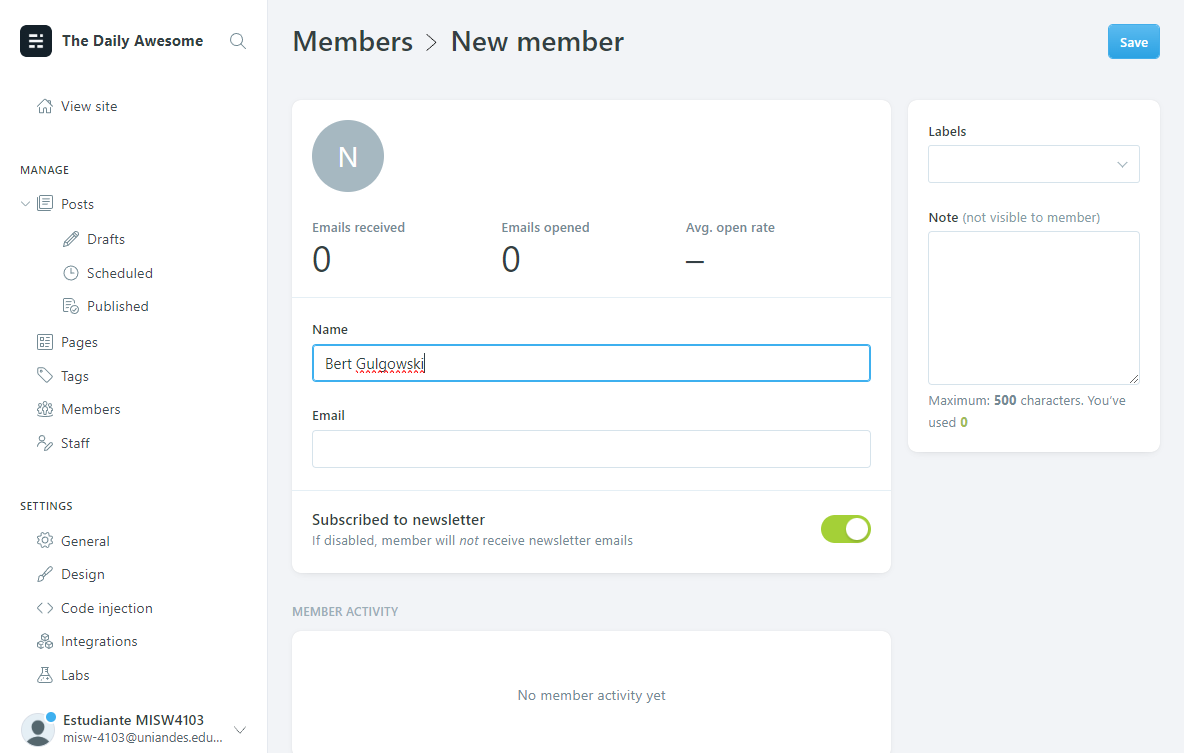 The Daily Awesome
View site
MANAGE
Posts
Drafts
Scheduled
Published
Pages
Tags
Members
Staff
SETTINGS
General
Design
Code injection
Integrations
Labs
Estudiante MISW4103
misw-4103@uniandes.edu...
Members > New member
Save
N
Emails received
0
Emails opened
0
Avg. open rate
–
Name
Bert Gulgowski
Email
Subscribed to newsletter
If disabled, member will not receive newsletter emails
MEMBER ACTIVITY
No member activity yet
Labels
Note (not visible to member)
Maximum: 500 characters. You've
used 0